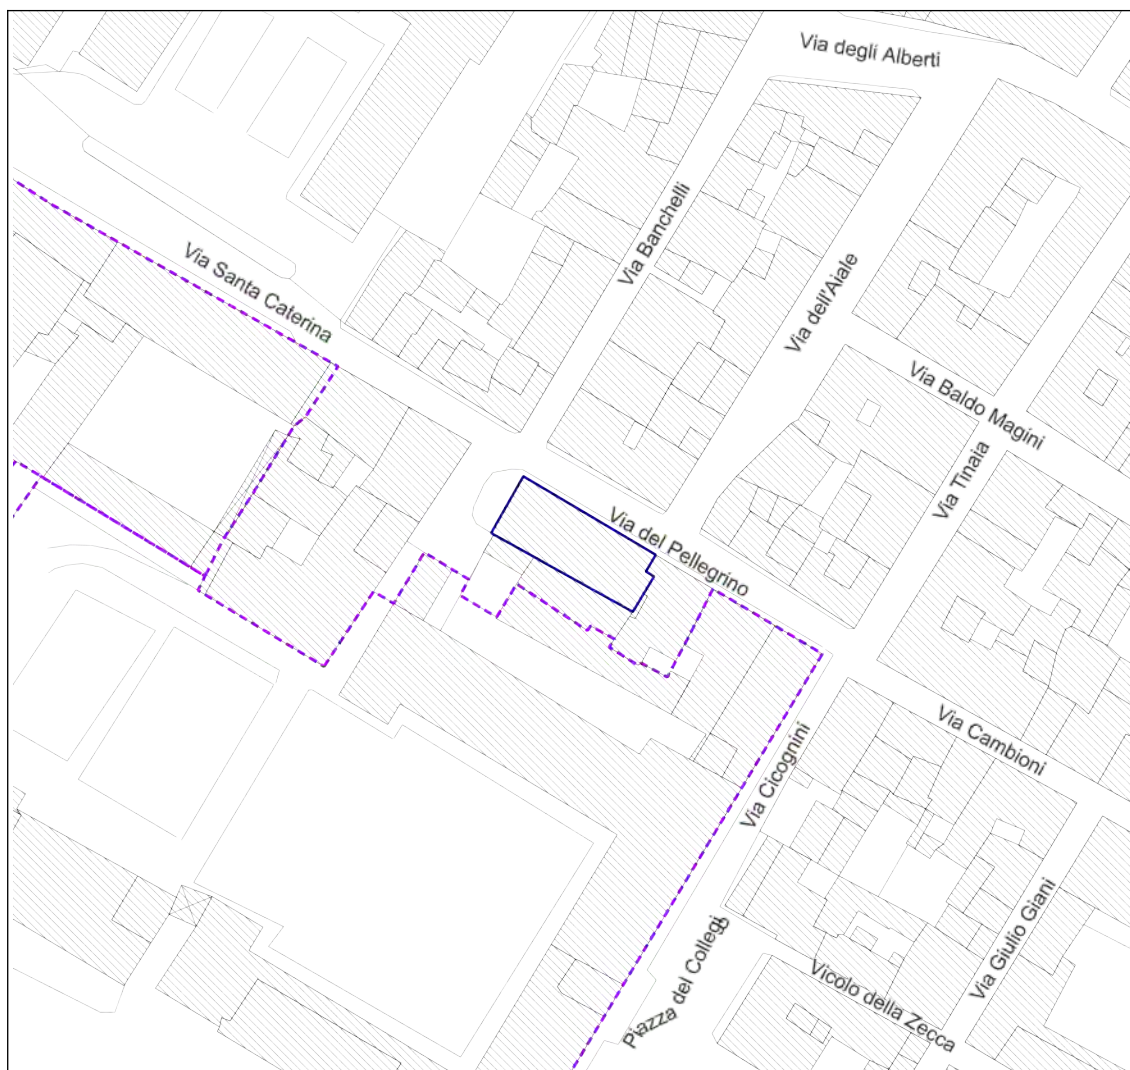 Via degli Alberti
Via Banchelli
Via Santa Caterina
Via dell'Aiale
Via Baldo Magini
Via Tinaia
Via del Pellegrino
Via Cambioni
Via Cicognini
Via Giulio Giani
Piazza del Collegio
Vicolo della Zecca